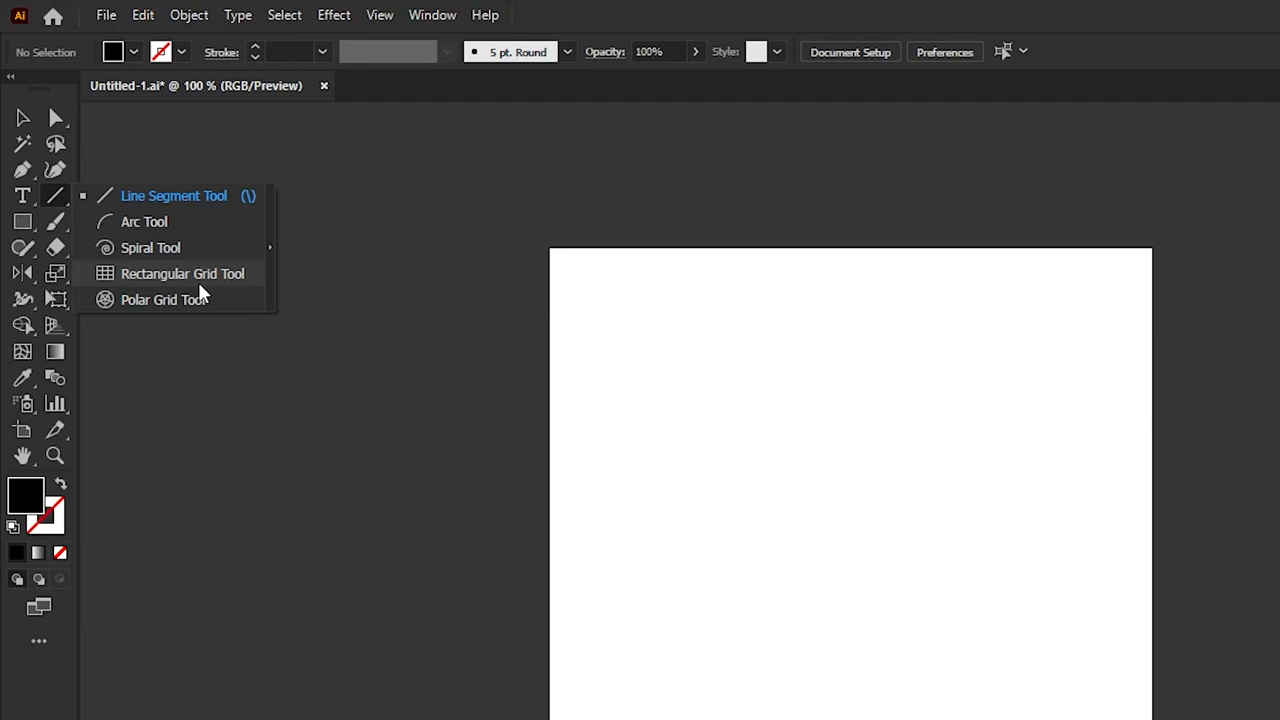 Ai File Edit Object Type Select Effect View Window Help
No Selection Stroke: 5 pt. Round Opacity: 100% Style: Document Setup Preferences
Untitled-1.ai* @ 100 % (RGB/Preview) ×
T Line Segment Tool (\)
Arc Tool
Spiral Tool
Rectangular Grid Tool
Polar Grid Tool